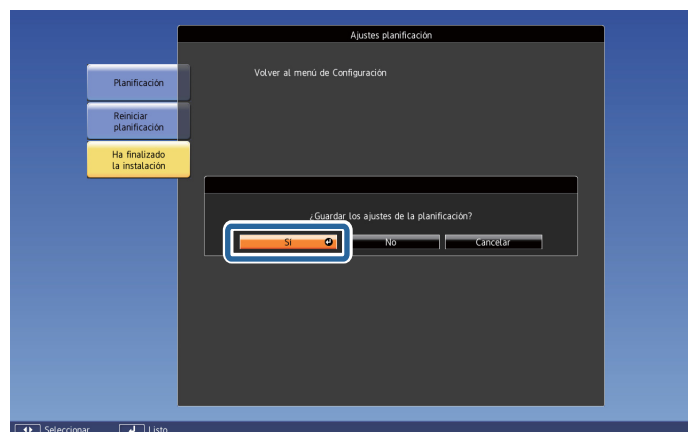 Ajustes planificación
Volver al menú de Configuración
Planificación
Reiniciar
planificación
Ha finalizado
la instalación
¿Guardar los ajustes de la planificación?
Sí No Cancelar
Seleccionar Listo